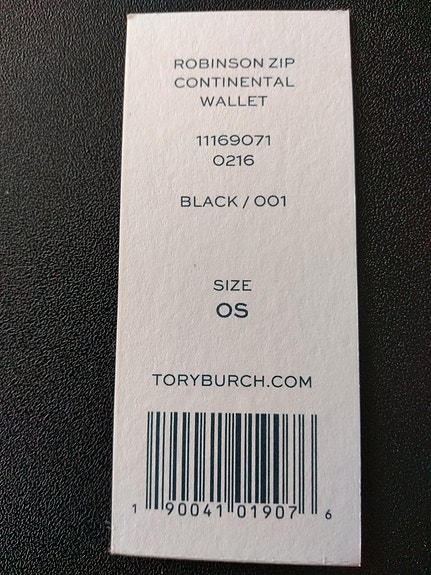 ROBINSON ZIP
CONTINENTAL
WALLET
11169071
0216
BLACK / 001
SIZE
OS
TORYBURCH.COM
1 90041 01907 6